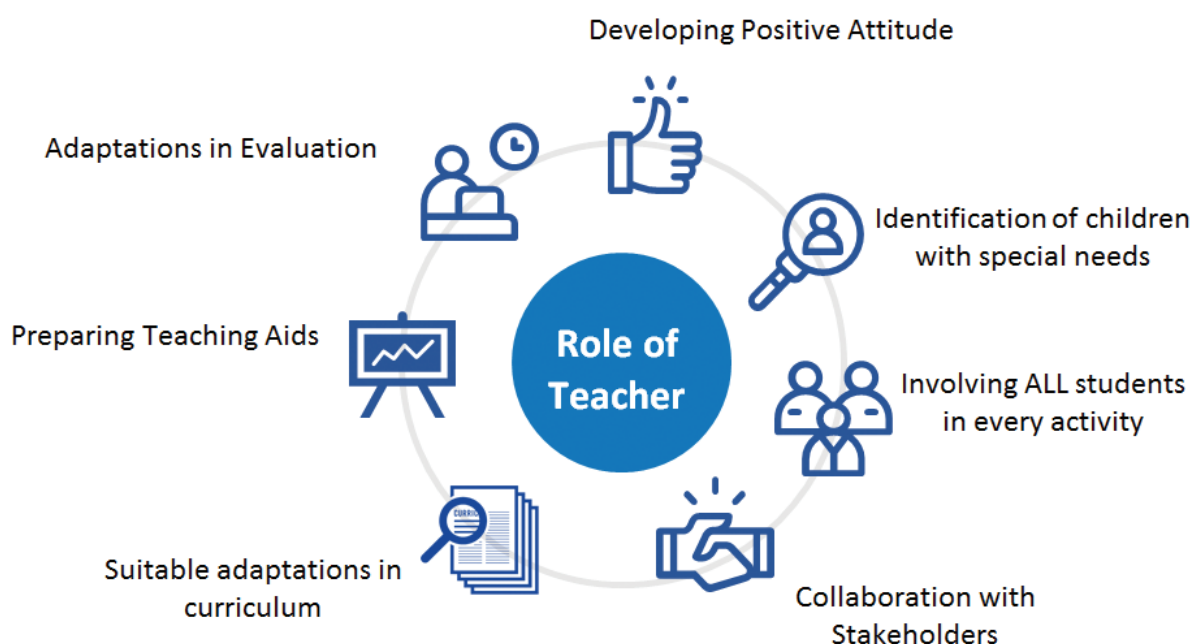 Developing Positive Attitude
Identification of children
with special needs
Involving ALL students
in every activity
Collaboration with
Stakeholders
Suitable adaptations in
curriculum
CURRIC
Preparing Teaching Aids
Adaptations in Evaluation
Role of
Teacher